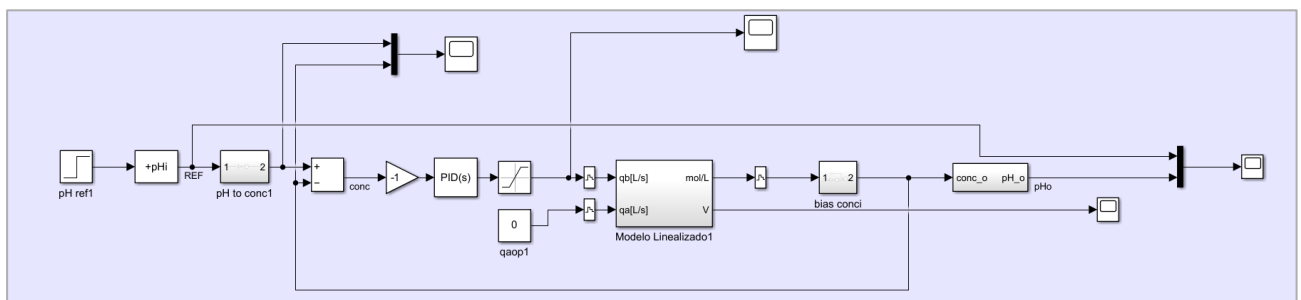 pH ref1
+pHi
REF
1 2
pH to conc1
+
−
conc
-1
PID(s)
0
qaop1
qb[L/s] mol/L
qa[L/s] V
Modelo Linealizado1
1 2
bias conci
conc_o pH_o
pHo